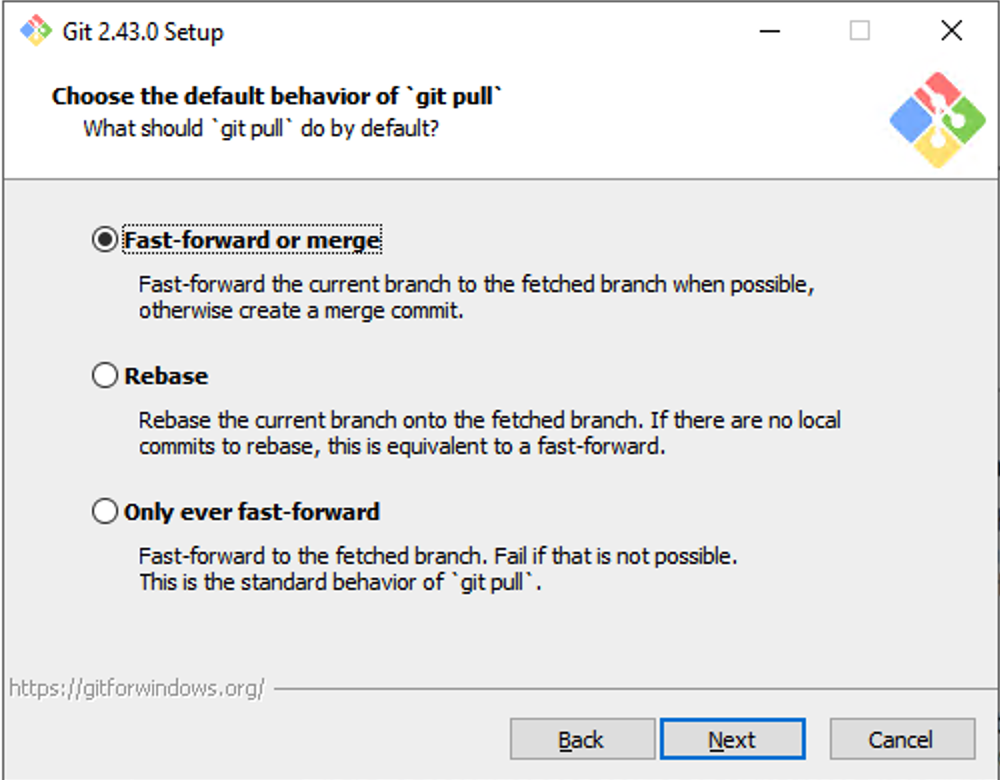 Git 2.43.0 Setup
Choose the default behavior of `git pull`
What should `git pull` do by default?
Fast-forward or merge
Fast-forward the current branch to the fetched branch when possible,
otherwise create a merge commit.
Rebase
Rebase the current branch onto the fetched branch. If there are no local
commits to rebase, this is equivalent to a fast-forward.
Only ever fast-forward
Fast-forward to the fetched branch. Fail if that is not possible.
This is the standard behavior of `git pull`.
https://gitforwindows.org/
Back Next Cancel